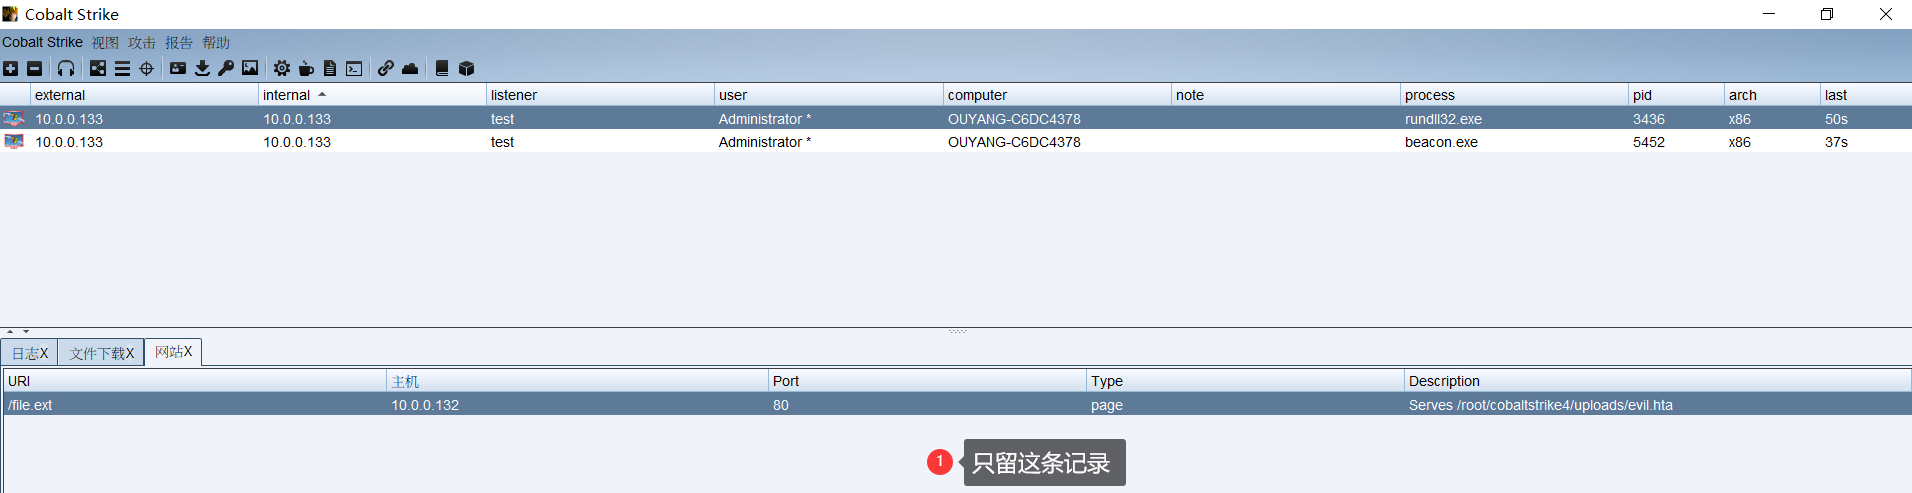 Cobalt Strike
Cobalt Strike 视图 攻击 报告 帮助
external internal listener user computer note process pid arch last
10.0.0.133 10.0.0.133 test Administrator * OUYANG-C6DC4378 rundll32.exe 3436 x86 50s
10.0.0.133 10.0.0.133 test Administrator * OUYANG-C6DC4378 beacon.exe 5452 x86 37s
日志X 文件下载X 网站X
URI 主机 Port Type Description
/file.ext 10.0.0.132 80 page Serves /root/cobaltstrike4/uploads/evil.hta
1 只留这条记录